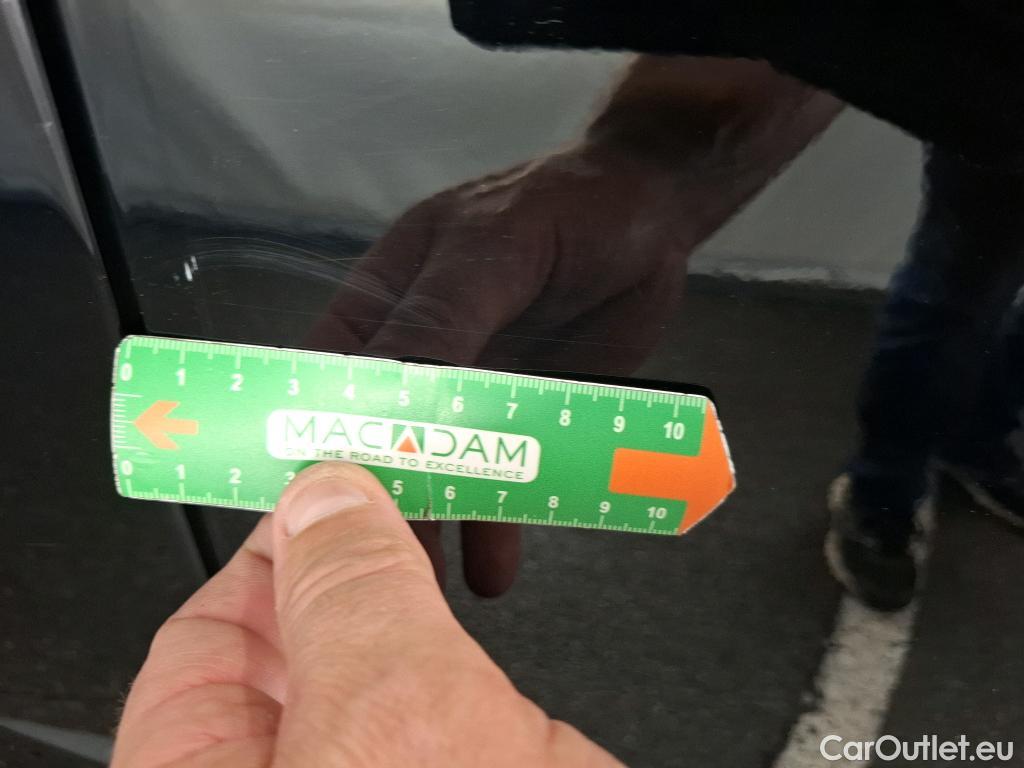 0 1 2 3 4 5 6 7 8 9 10
MACADAM
ON THE ROAD TO EXCELLENCE
0 1 2 3 5 6 7 8 9 10
CarOutlet.eu